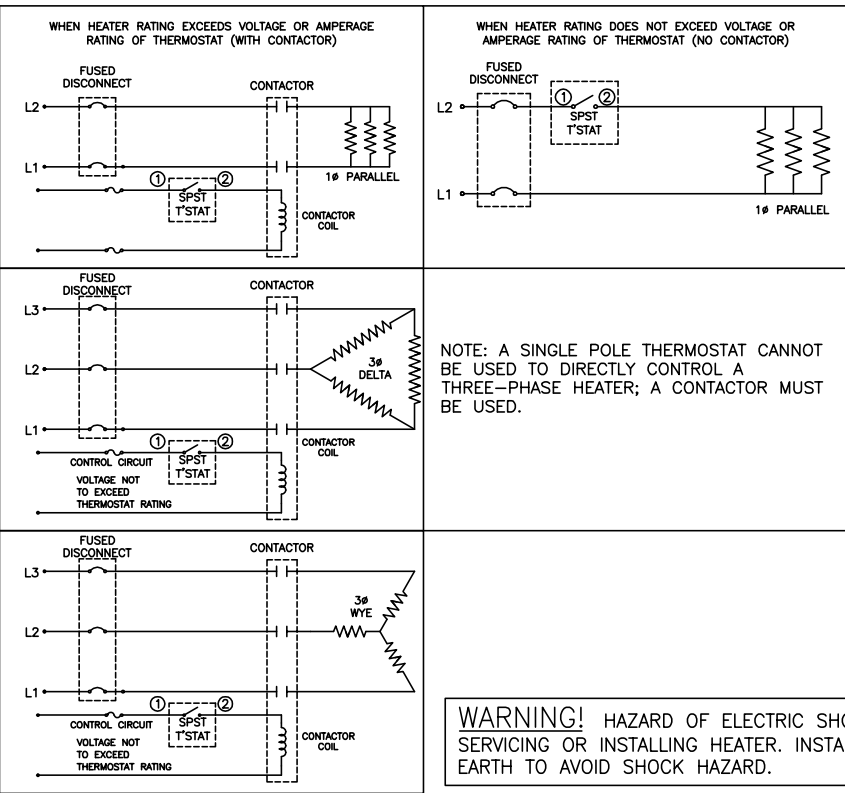 WHEN HEATER RATING EXCEEDS VOLTAGE OR AMPERAGE
RATING OF THERMOSTAT (WITH CONTACTOR)
FUSED
DISCONNECT
CONTACTOR
L2
L1
1ø PARALLEL
① ②
SPST
T'STAT
CONTACTOR
COIL
WHEN HEATER RATING DOES NOT EXCEED VOLTAGE OR
AMPERAGE RATING OF THERMOSTAT (NO CONTACTOR)
FUSED
DISCONNECT
L2
① ②
SPST
T'STAT
L1
1ø PARALLEL
FUSED
DISCONNECT
CONTACTOR
L3
L2
3ø
DELTA
L1
① ②
CONTROL CIRCUIT
SPST
T'STAT
CONTACTOR
COIL
VOLTAGE NOT
TO EXCEED
THERMOSTAT RATING
NOTE: A SINGLE POLE THERMOSTAT CANNOT
BE USED TO DIRECTLY CONTROL A
THREE-PHASE HEATER; A CONTACTOR MUST
BE USED.
FUSED
DISCONNECT
CONTACTOR
L3
3ø
WYE
L2
L1
① ②
CONTROL CIRCUIT
SPST
T'STAT
CONTACTOR
COIL
VOLTAGE NOT
TO EXCEED
THERMOSTAT RATING
WARNING! HAZARD OF ELECTRIC
SERVICING OR INSTALLING HEATER.
EARTH TO AVOID SHOCK HAZARD.